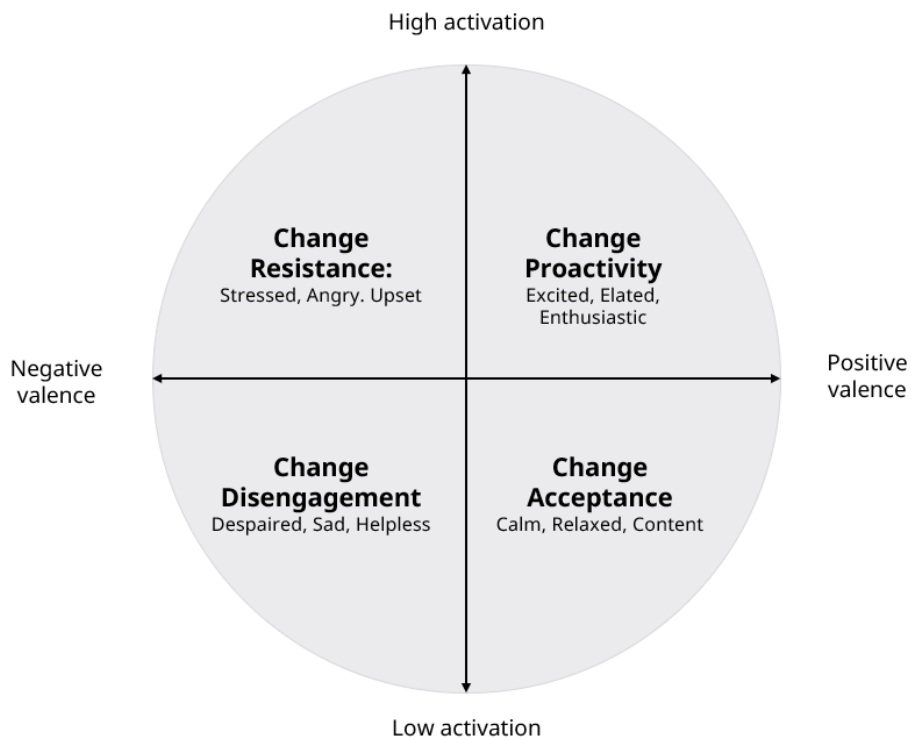 High activation
Change
Resistance:
Stressed, Angry. Upset
Change
Proactivity
Excited, Elated,
Enthusiastic
Negative
valence
Positive
valence
Change
Disengagement
Despaired, Sad, Helpless
Change
Acceptance
Calm, Relaxed, Content
Low activation